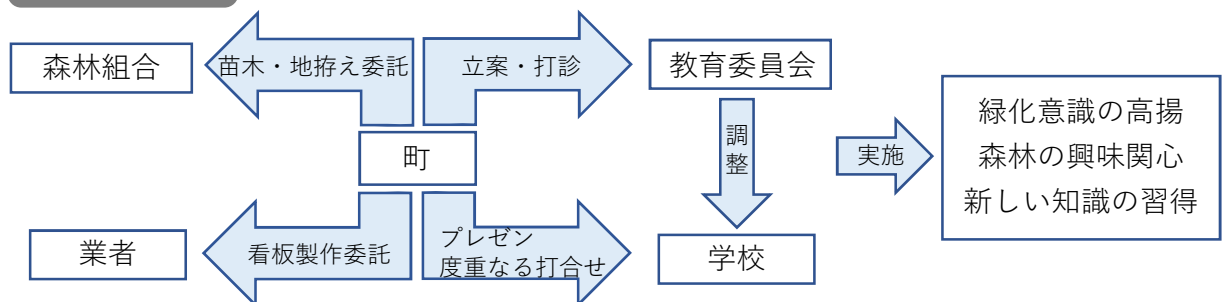 森林組合
苗木・地拵え委託
立案・打診
教育委員会
町
調整
実施
緑化意識の高揚
森林の興味関心
新しい知識の習得
業者
看板製作委託
プレゼン
度重なる打合せ
学校